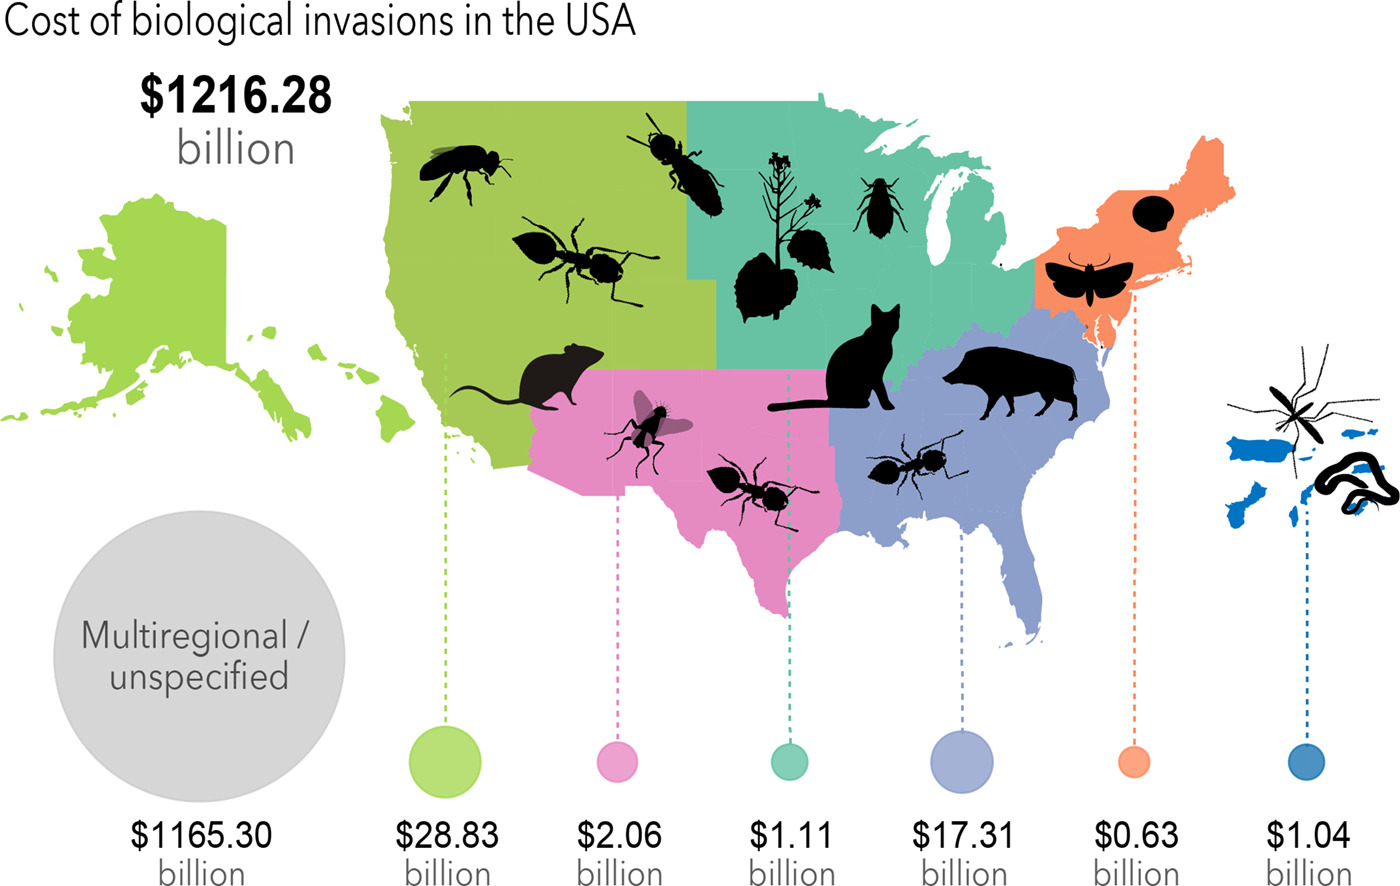 Cost of biological invasions in the USA
$1216.28
billion
Multiregional /
unspecified
$1165.30
billion
$28.83
billion
$2.06
billion
$1.11
billion
$17.31
billion
$0.63
billion
$1.04
billion